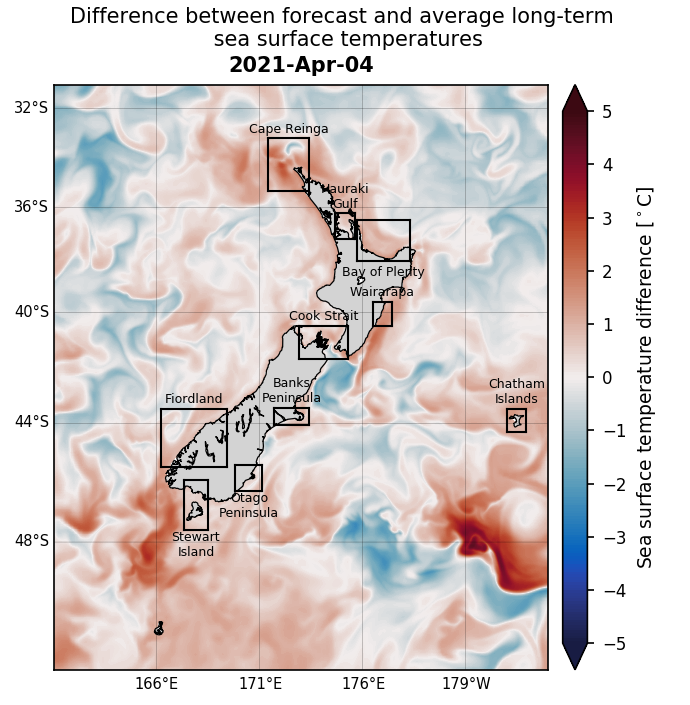 Difference between forecast and average long-term
sea surface temperatures
2021-Apr-04
32°S
36°S
40°S
44°S
48°S
Cape Reinga
Hauraki
Gulf
Bay of Plenty
Wairarapa
Cook Strait
Banks
Peninsula
Fiordland
Chatham
Islands
Otago
Peninsula
Stewart
Island
166°E
171°E
176°E
179°W
5
4
3
2
1
0
−1
−2
−3
−4
−5
Sea surface temperature difference [°C]